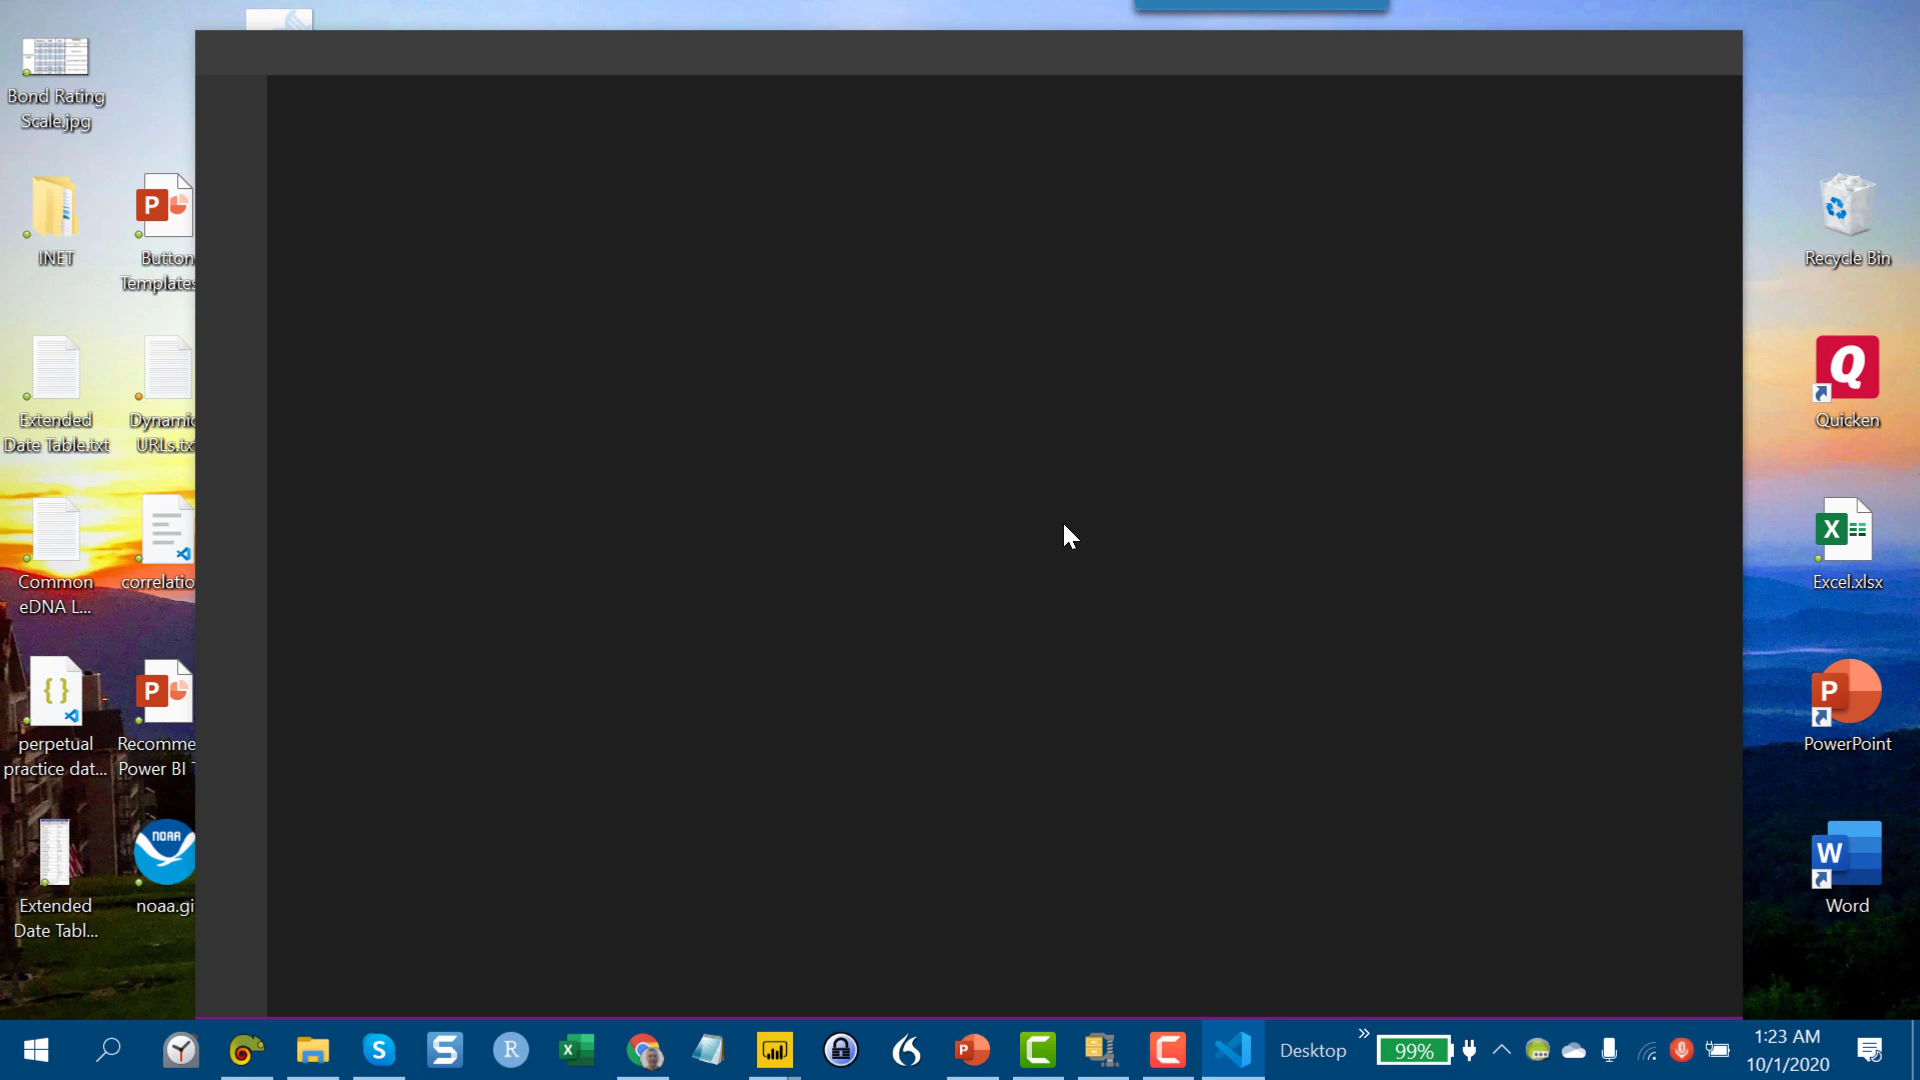 Bond Rating
Scale.jpg
INET
Button
Templates
Extended
Date Table.txt
Dynamic
URLs.tx
Common
eDNA L...
correlatio
perpetual
practice dat...
Recomme
Power BI
Extended
Date Tabl...
NOAA
noaa.gi
Recycle Bin
Q
Quicken
X
Excel.xlsx
P
PowerPoint
W
Word
S
S
R
X
P
C
C
Desktop
99%
1:23 AM
10/1/2020